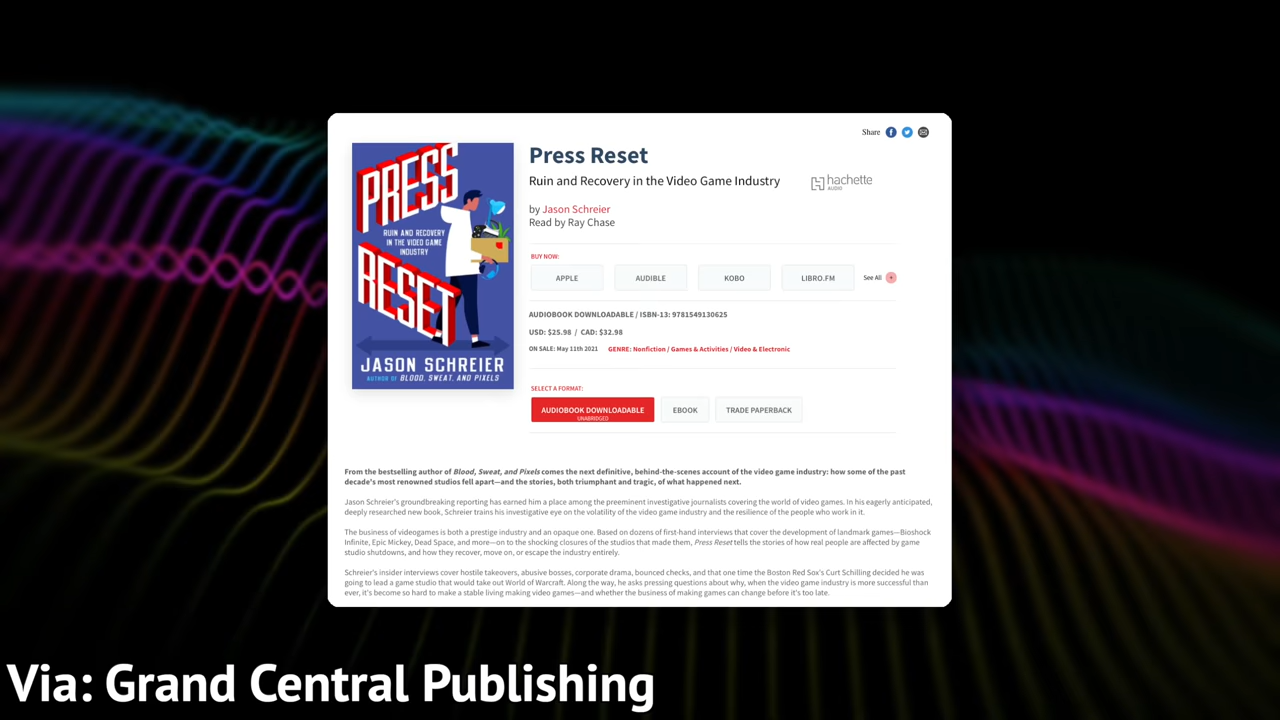 Share
PRESS
RUIN AND RECOVERY
IN THE VIDEO GAME
INDUSTRY
RESET
JASON SCHREIER
AUTHOR OF BLOOD, SWEAT, AND PIXELS
Press Reset
Ruin and Recovery in the Video Game Industry
hachette
AUDIO
by Jason Schreier
Read by Ray Chase
BUY NOW:
APPLE
AUDIBLE
KOBO
LIBRO.FM
See All +
AUDIOBOOK DOWNLOADABLE / ISBN-13: 9781549130625
USD: $25.98 / CAD: $32.98
ON SALE: May 11th 2021 GENRE: Nonfiction / Games & Activities / Video & Electronic
SELECT A FORMAT:
AUDIOBOOK DOWNLOADABLE
UNABRIDGED
EBOOK
TRADE PAPERBACK
From the bestselling author of Blood, Sweat, and Pixels comes the next definitive, behind-the-scenes account of the video game industry: how some of the past
decade's most renowned studios fell apart—and the stories, both triumphant and tragic, of what happened next.
Jason Schreier's groundbreaking reporting has earned him a place among the preeminent investigative journalists covering the world of video games. In his eagerly anticipated,
deeply researched new book, Schreier trains his investigative eye on the volatility of the video game industry and the resilience of the people who work in it.
The business of videogames is both a prestige industry and an opaque one. Based on dozens of first-hand interviews that cover the development of landmark games—Bioshock
Infinite, Epic Mickey, Dead Space, and more—on to the shocking closures of the studios that made them, Press Reset tells the stories of how real people are affected by game
studio shutdowns, and how they recover, move on, or escape the industry entirely.
Schreier's insider interviews cover hostile takeovers, abusive bosses, corporate drama, bounced checks, and that one time the Boston Red Sox's Curt Schilling decided he was
going to lead a game studio that would take out World of Warcraft. Along the way, he asks pressing questions about why, when the video game industry is more successful than
ever, it's become so hard to make a stable living making video games—and whether the business of making games can change before it's too late.
Via: Grand Central Publishing